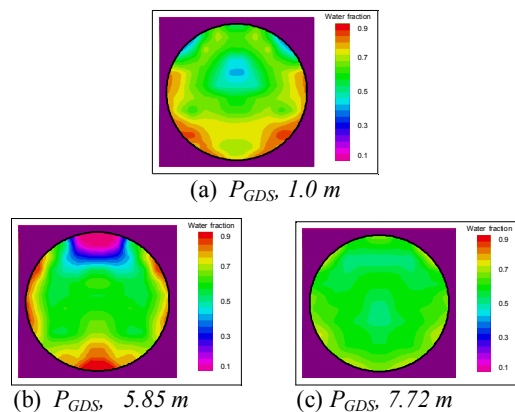 Water fraction
0.9
0.7
0.5
0.3
0.1
(a) P_GDS, 1.0 m
Water fraction
0.9
0.7
0.5
0.3
0.1
Water fraction
0.9
0.7
0.5
0.3
0.1
(b) P_GDS, 5.85 m
(c) P_GDS, 7.72 m